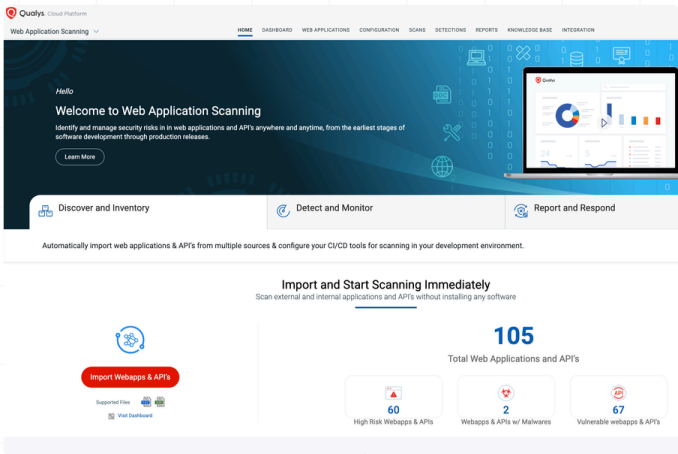 Qualys. Cloud Platform
Web Application Scanning
HOME DASHBOARD WEB APPLICATIONS CONFIGURATION SCANS DETECTIONS REPORTS KNOWLEDGE BASE INTEGRATION
Hello
Welcome to Web Application Scanning
Identify and manage security risks in in web applications and API's anywhere and anytime, from the earliest stages of
software development through production releases.
Learn More
Qualys
Discover and Inventory
Detect and Monitor
Report and Respond
Automatically import web applications & API's from multiple sources & configure your CI/CD tools for scanning in your development environment.
Import and Start Scanning Immediately
Scan external and internal applications and API's without installing any software
Import Webapps & API's
Supported Files
Visit Dashboard
105
Total Web Applications and API's
60
High Risk Webapps & APIs
2
Webapps & APIs w/ Malwares
API
67
Vulnerable webapps & API's